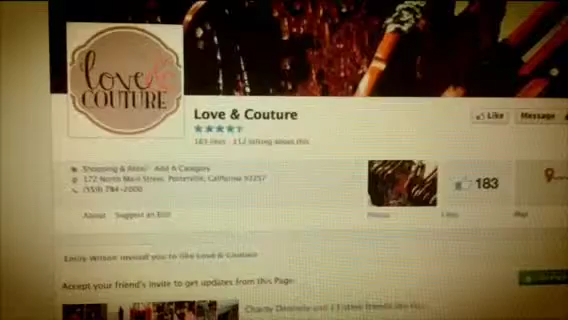 love &
COUTURE
Love & Couture
Like
Message
183 likes · 112 talking about this
Shopping & Retail · Add A Category
172 North Main Street, Porterville, California 93257
(559) 784-2000
183
About
Suggest an Edit
Photos
Likes
Map
Emily Wilson invited you to like Love & Couture
Accept your friend's invite to get updates from this Page.